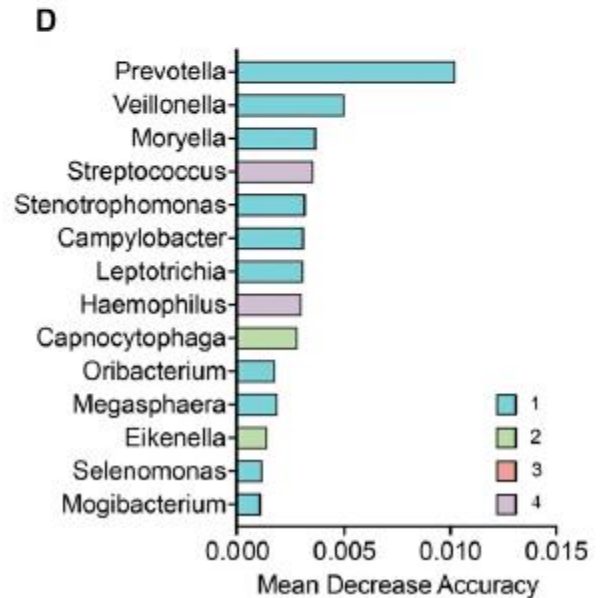 D
Prevotella
Veillonella
Moryella
Streptococcus
Stenotrophomonas
Campylobacter
Leptotrichia
Haemophilus
Capnocytophaga
Oribacterium
Megasphaera
Eikenella
Selenomonas
Mogibacterium
1
2
3
4
0.000 0.005 0.010 0.015
Mean Decrease Accuracy